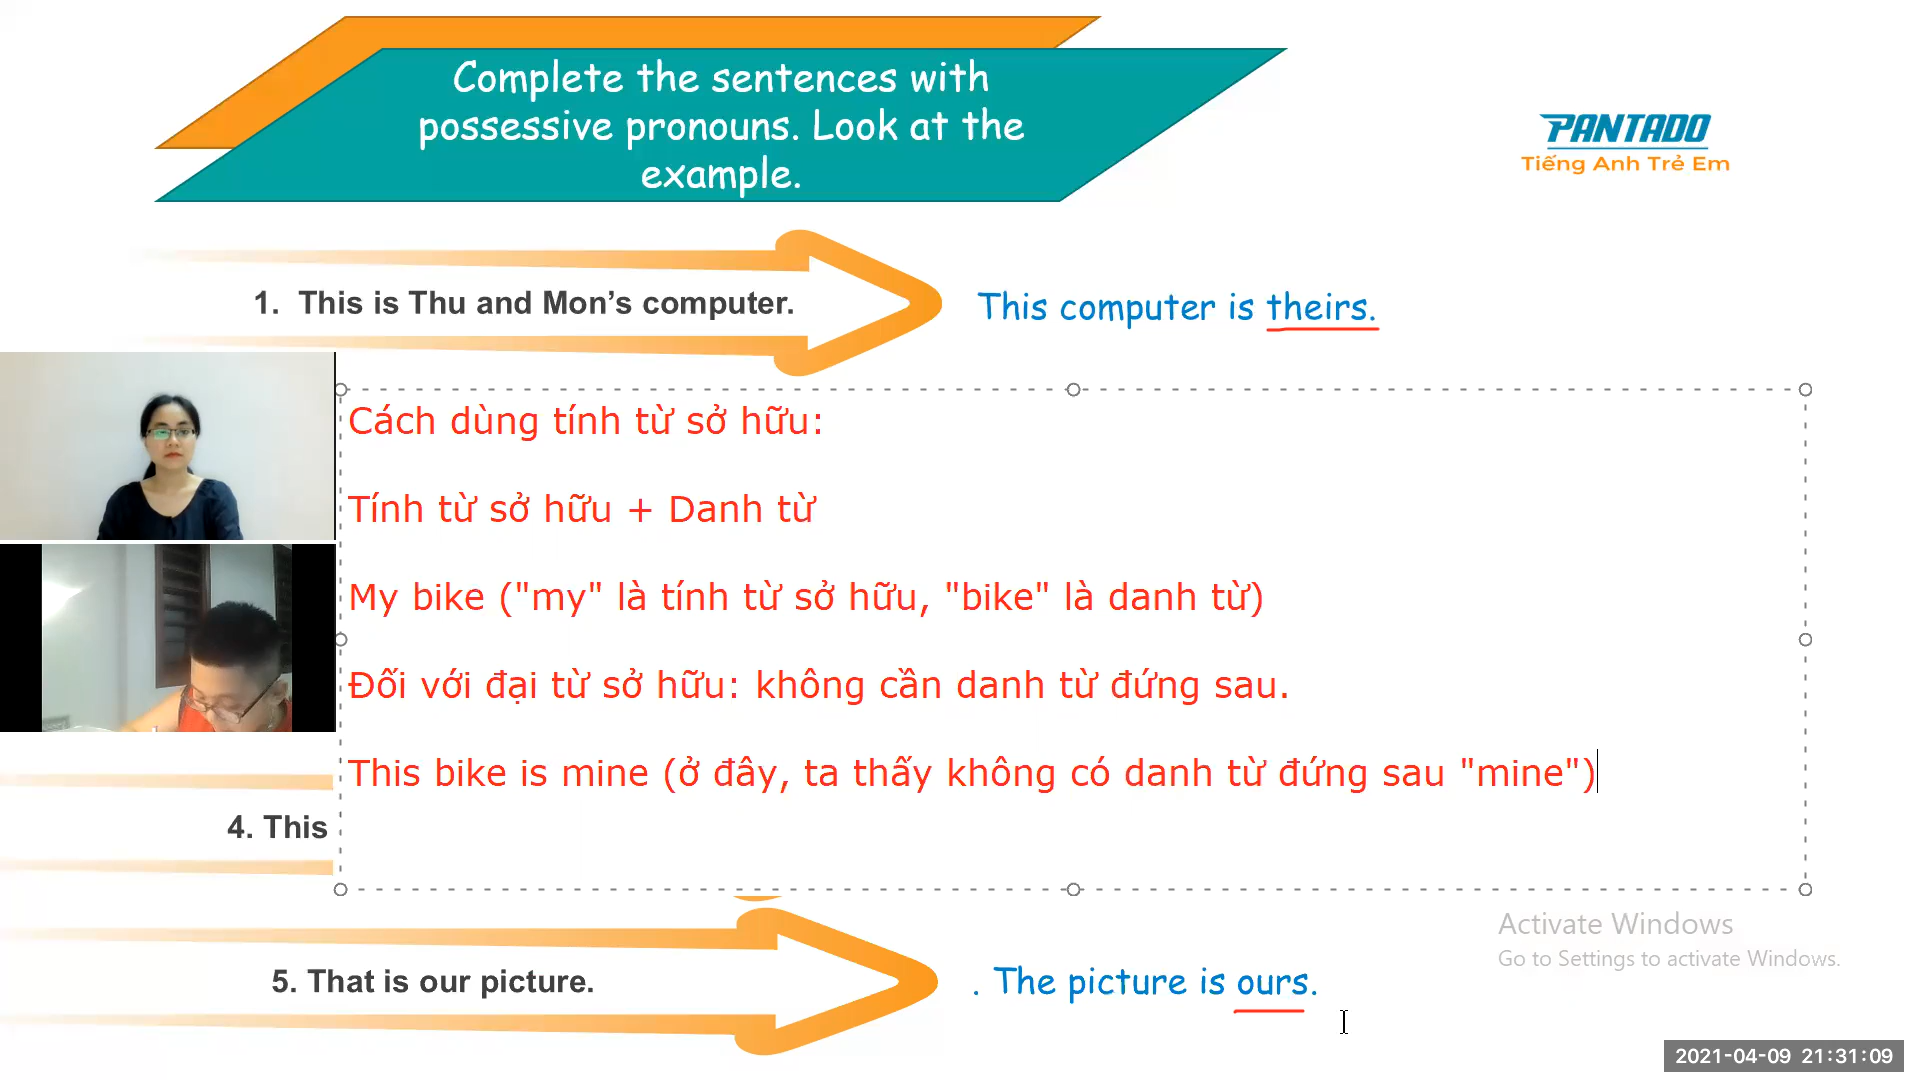 Complete the sentences with
possessive pronouns. Look at the
example.
PANTADO
Tiếng Anh Trẻ Em
1. This is Thu and Mon’s computer.
This computer is theirs.
Cách dùng tính từ sở hữu:
Tính từ sở hữu + Danh từ
My bike ("my" là tính từ sở hữu, "bike" là danh từ)
Đối với đại từ sở hữu: không cần danh từ đứng sau.
This bike is mine (ở đây, ta thấy không có danh từ đứng sau "mine")
4. This
5. That is our picture.
. The picture is ours.
Activate Windows
Go to Settings to activate Windows.
2021-04-09 21:31:09